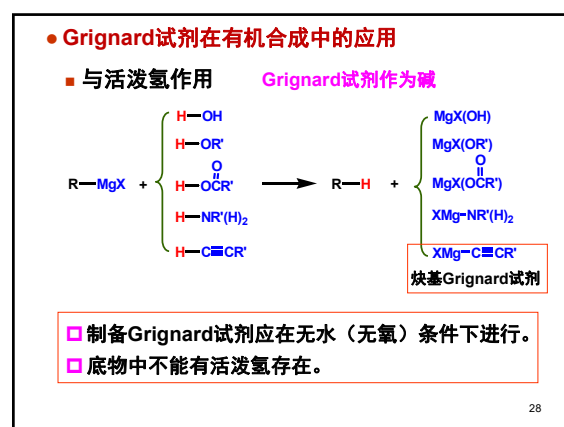 ● Grignard试剂在有机合成中的应用
■ 与活泼氢作用 Grignard试剂作为碱
H—OH MgX(OH)
H—OR' MgX(OR')
O O
R—MgX + H—OCR' R—H + MgX(OCR')
H—NR'(H)₂ XMg-NR'(H)₂
H—C≡CR' XMg—C≡CR'
炔基Grignard试剂
制备Grignard试剂应在无水（无氧）条件下进行。
底物中不能有活泼氢存在。
28